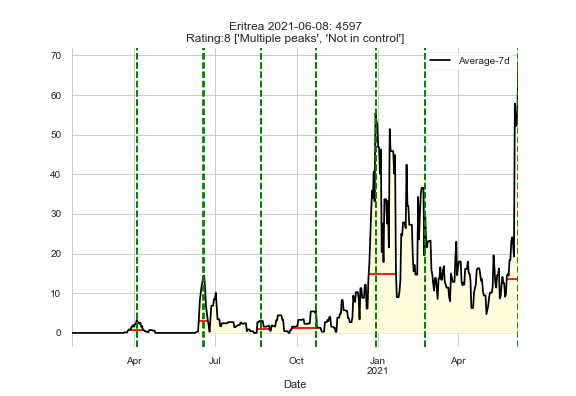 Eritrea 2021-06-08: 4597
Rating:8 ['Multiple peaks', 'Not in control']
70
Average-7d
60
50
40
30
20
10
0
Apr
Jul
Oct
Jan
2021
Apr
Date